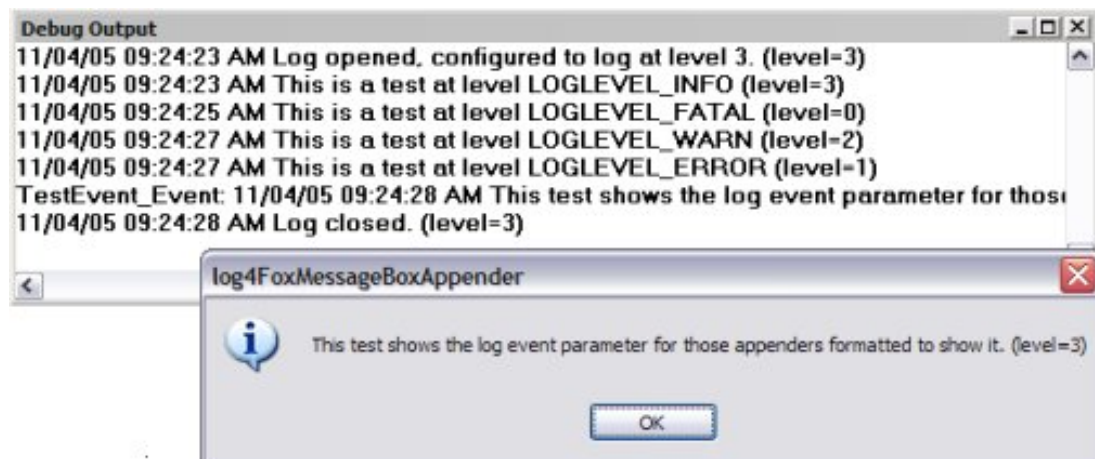 Debug Output
11/04/05 09:24:23 AM Log opened, configured to log at level 3. (level=3)
11/04/05 09:24:23 AM This is a test at level LOGLEVEL_INFO (level=3)
11/04/05 09:24:25 AM This is a test at level LOGLEVEL_FATAL (level=0)
11/04/05 09:24:27 AM This is a test at level LOGLEVEL_WARN (level=2)
11/04/05 09:24:27 AM This is a test at level LOGLEVEL_ERROR (level=1)
TestEvent_Event: 11/04/05 09:24:28 AM This test shows the log event parameter for those
11/04/05 09:24:28 AM Log closed. (level=3)
log4FoxMessageBoxAppender
This test shows the log event parameter for those appenders formatted to show it. (level=3)
OK